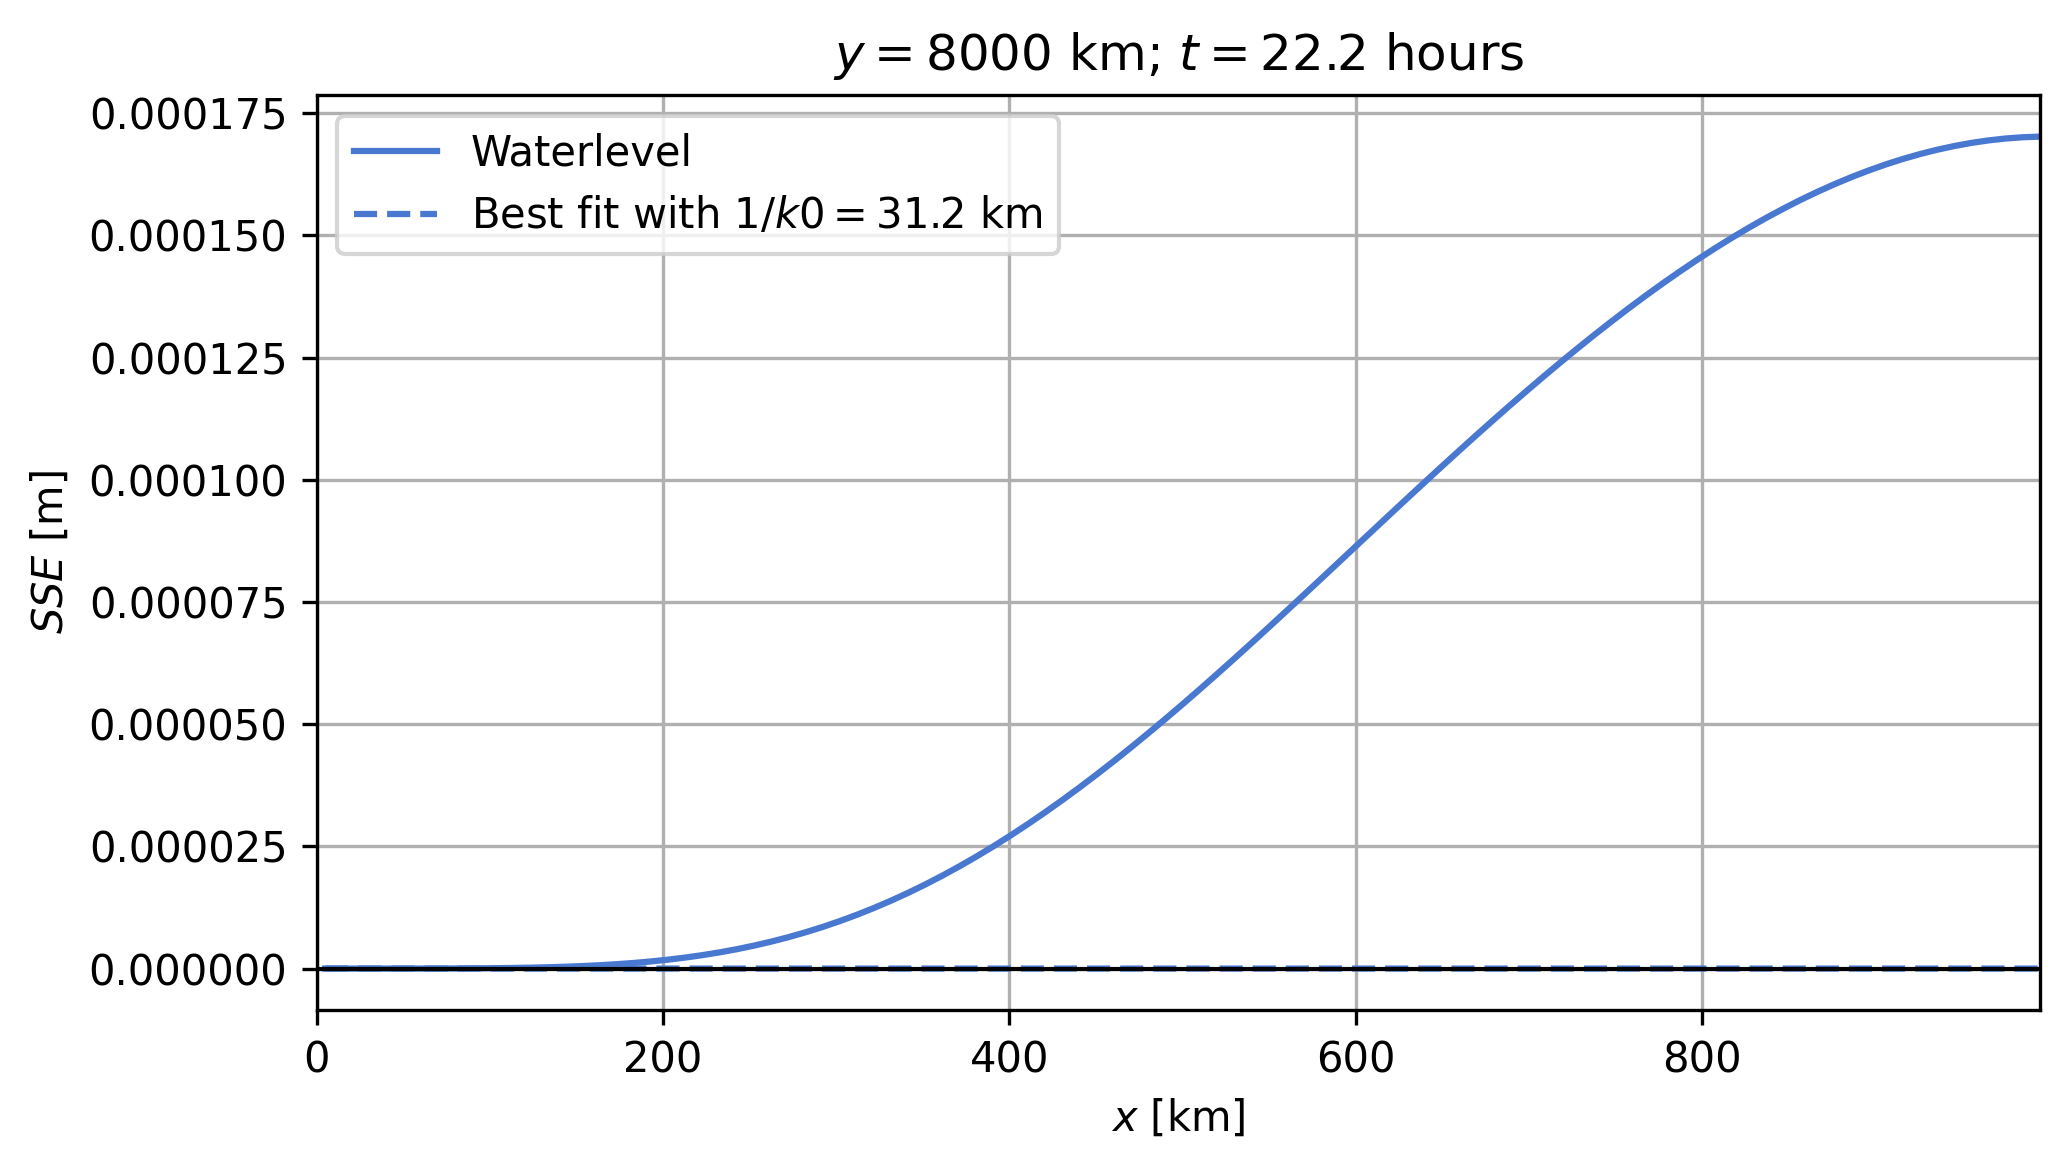 y = 8000 km; t = 22.2 hours
Waterlevel
Best fit with 1/k0 = 31.2 km
SSE [m]
0.000175
0.000150
0.000125
0.000100
0.000075
0.000050
0.000025
0.000000
0 200 400 600 800
x [km]